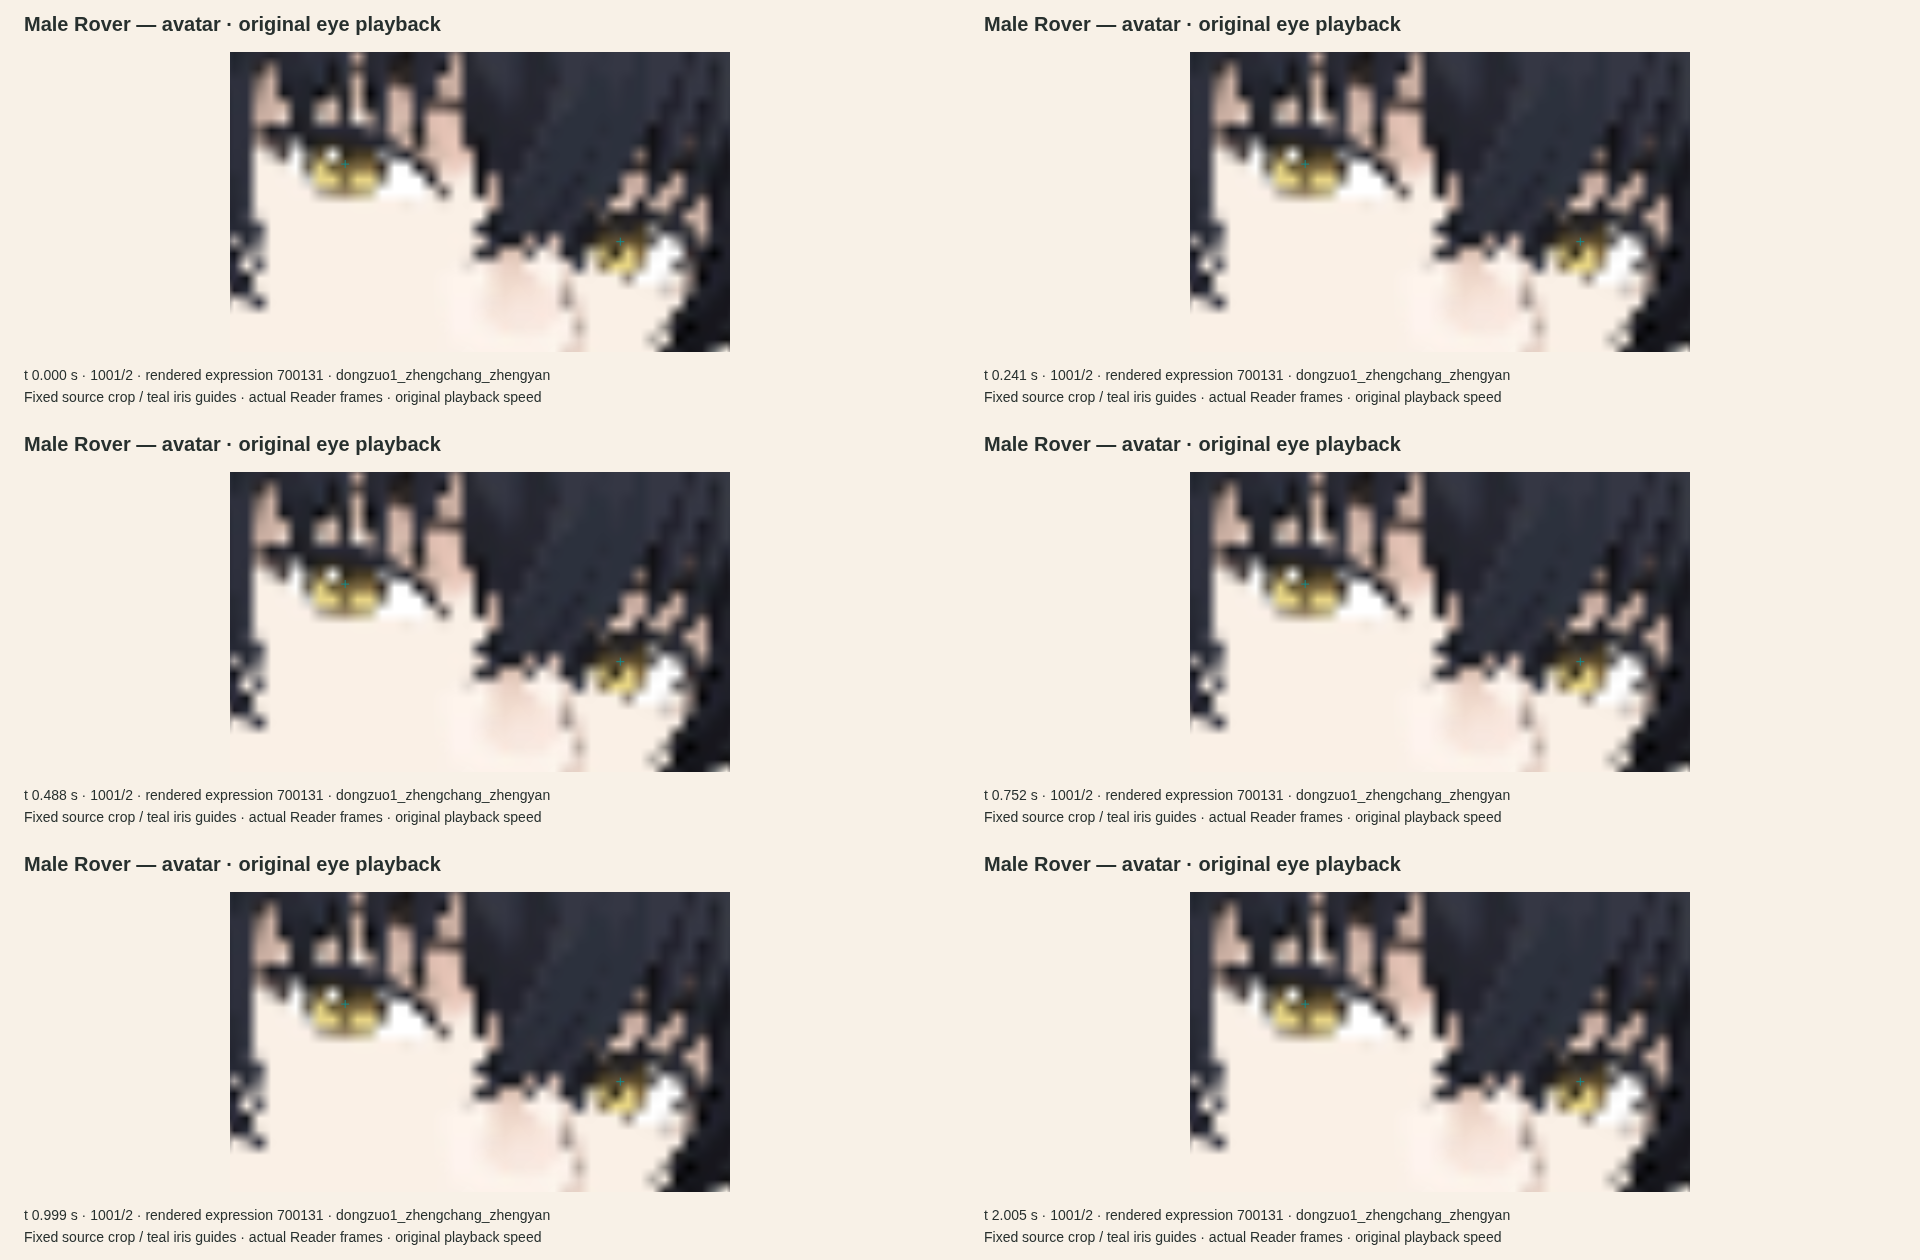 Male Rover — avatar · original eye playback
t 0.000 s · 1001/2 · rendered expression 700131 · dongzuo1_zhengchang_zhengyan
Fixed source crop / teal iris guides · actual Reader frames · original playback speed
Male Rover — avatar · original eye playback
t 0.241 s · 1001/2 · rendered expression 700131 · dongzuo1_zhengchang_zhengyan
Fixed source crop / teal iris guides · actual Reader frames · original playback speed
Male Rover — avatar · original eye playback
t 0.488 s · 1001/2 · rendered expression 700131 · dongzuo1_zhengchang_zhengyan
Fixed source crop / teal iris guides · actual Reader frames · original playback speed
Male Rover — avatar · original eye playback
t 0.752 s · 1001/2 · rendered expression 700131 · dongzuo1_zhengchang_zhengyan
Fixed source crop / teal iris guides · actual Reader frames · original playback speed
Male Rover — avatar · original eye playback
t 0.999 s · 1001/2 · rendered expression 700131 · dongzuo1_zhengchang_zhengyan
Fixed source crop / teal iris guides · actual Reader frames · original playback speed
Male Rover — avatar · original eye playback
t 2.005 s · 1001/2 · rendered expression 700131 · dongzuo1_zhengchang_zhengyan
Fixed source crop / teal iris guides · actual Reader frames · original playback speed